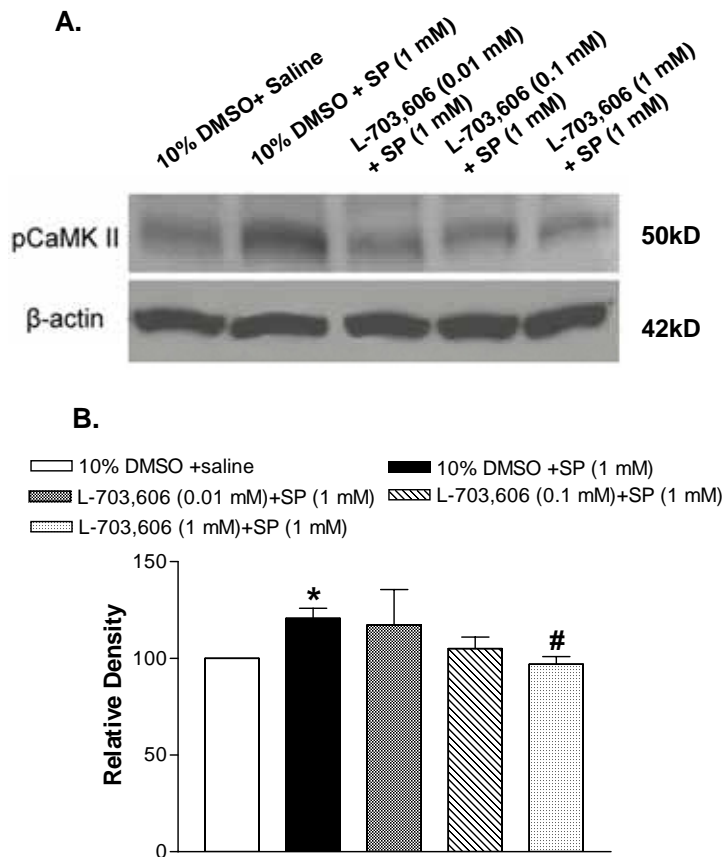 A.
10% DMSO+ Saline
10% DMSO + SP (1 mM)
L-703,606 (0.01 mM)
+ SP (1 mM)
L-703,606 (0.1 mM)
+ SP (1 mM)
L-703,606 (1 mM)
+ SP (1 mM)
pCaMK II
50kD
β-actin
42kD
B.
10% DMSO +saline
10% DMSO +SP (1 mM)
L-703,606 (0.01 mM)+SP (1 mM)
L-703,606 (0.1 mM)+SP (1 mM)
L-703,606 (1 mM)+SP (1 mM)
150
100
50
0
Relative Density
*
#